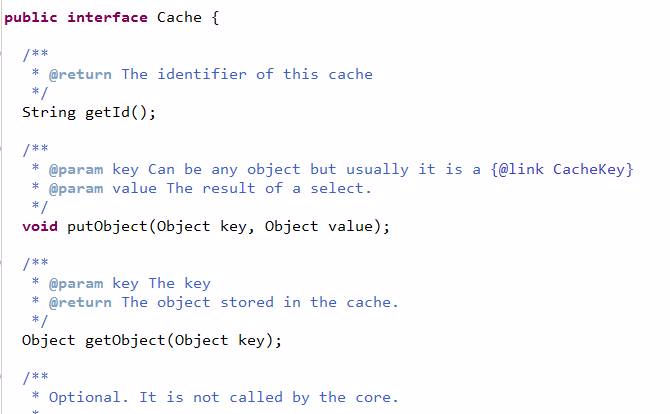 public interface Cache {
/**
* @return The identifier of this cache
*/
String getId();
/**
* @param key Can be any object but usually it is a {@link CacheKey}
* @param value The result of a select.
*/
void putObject(Object key, Object value);
/**
* @param key The key
* @return The object stored in the cache.
*/
Object getObject(Object key);
/**
* Optional. It is not called by the core.
*